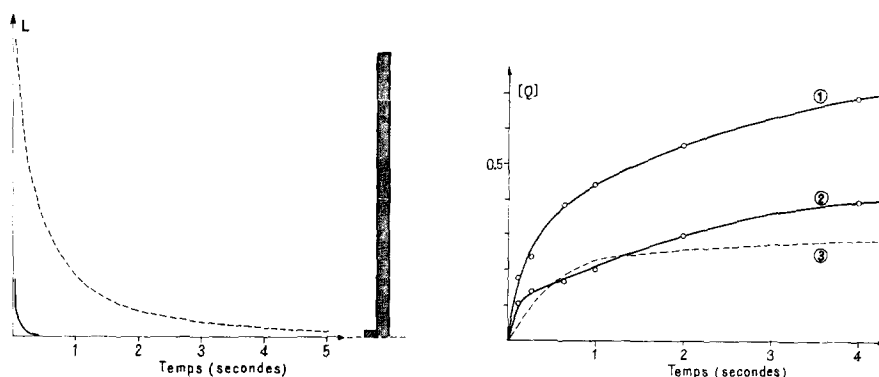 L
1 2 3 4 5
Temps (secondes)
[Q]
0.5
①
②
③
1 2 3 4
Temps (secondes)